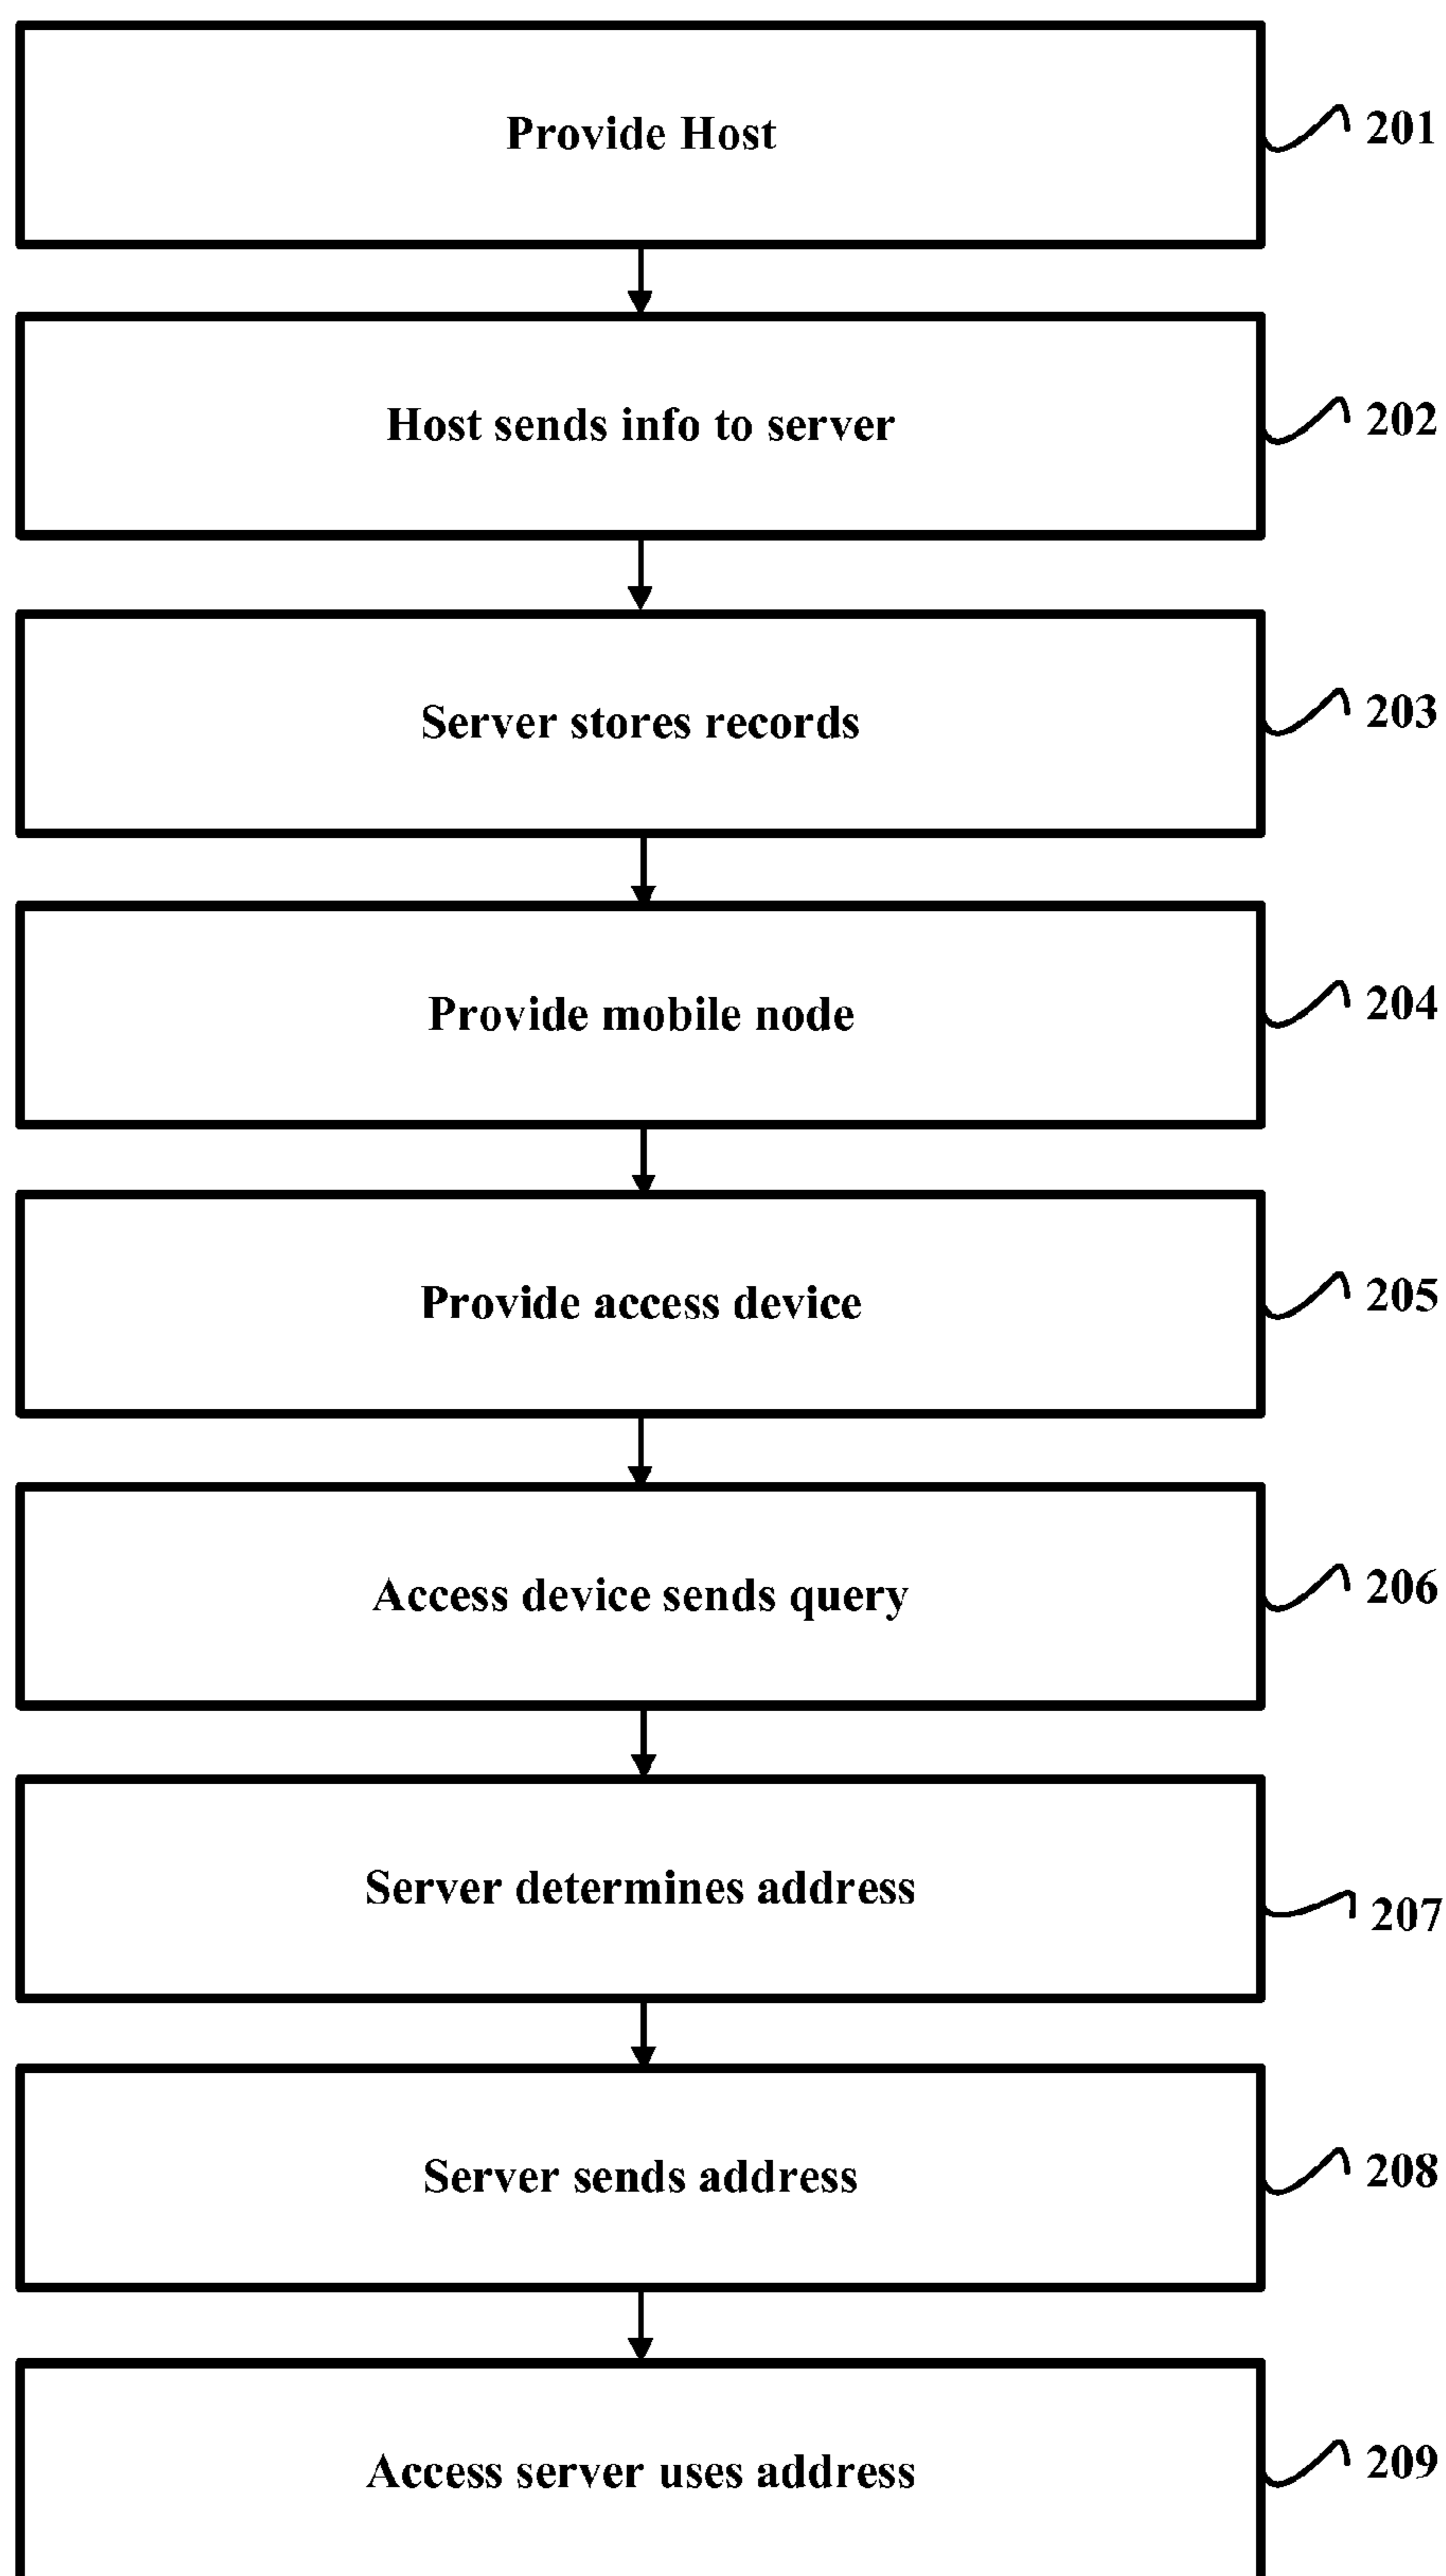 Provide Host 201
Host sends info to server 202
Server stores records 203
Provide mobile node 204
Provide access device 205
Access device sends query 206
Server determines address 207
Server sends address 208
Access server uses address 209